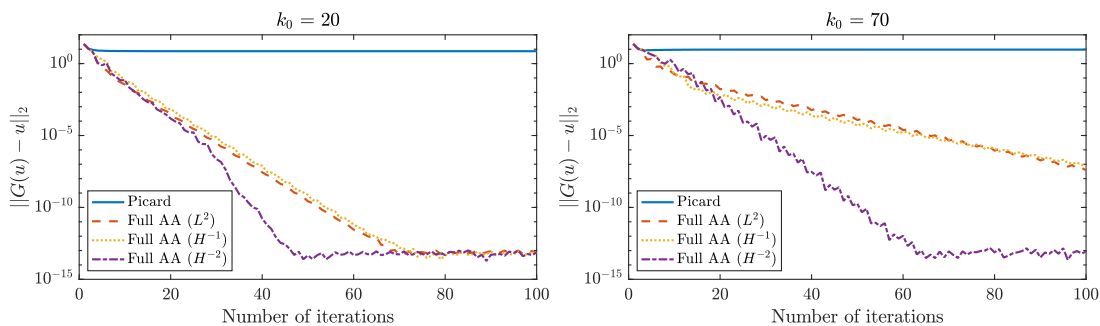 k₀ = 20
10⁰
10⁻⁵
10⁻¹⁰
10⁻¹⁵
||G(u) − u||₂
Picard
Full AA (L²)
Full AA (H⁻¹)
Full AA (H⁻²)
0 20 40 60 80 100
Number of iterations
k₀ = 70
10⁰
10⁻⁵
10⁻¹⁰
10⁻¹⁵
||G(u) − u||₂
Picard
Full AA (L²)
Full AA (H⁻¹)
Full AA (H⁻²)
0 20 40 60 80 100
Number of iterations